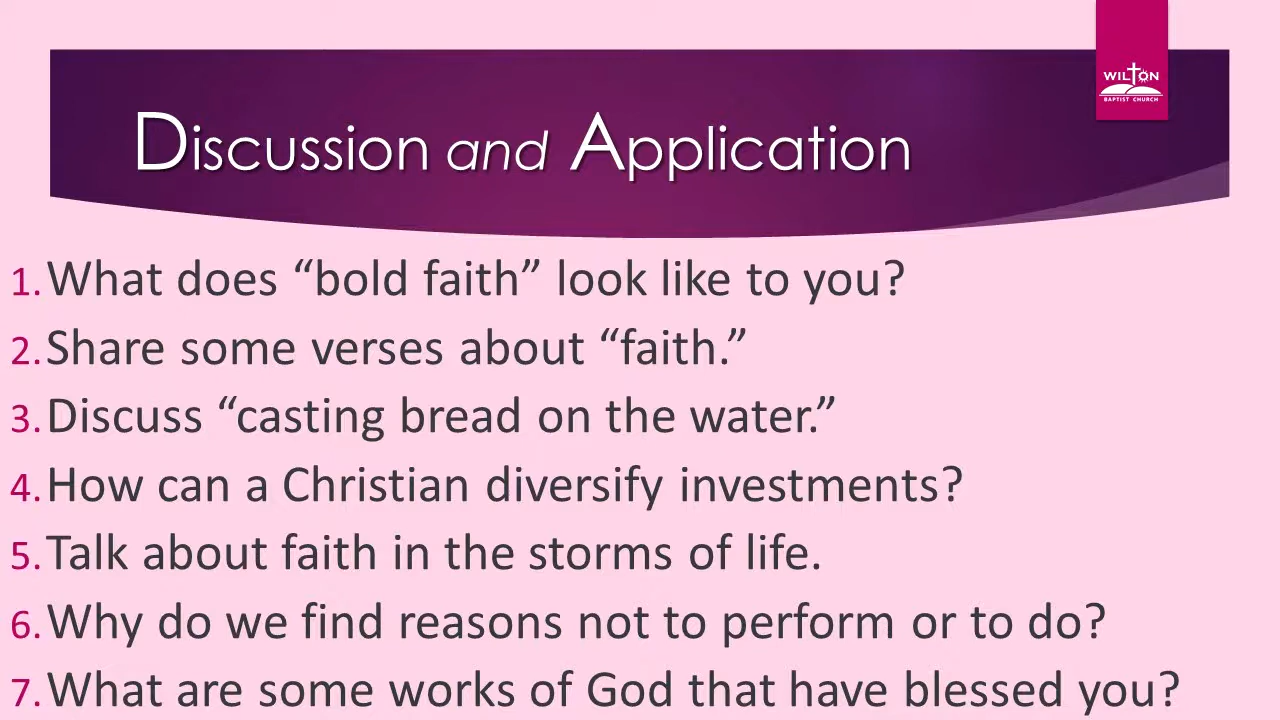 WILTON
BAPTIST CHURCH
Discussion and Application
1. What does “bold faith” look like to you?
2. Share some verses about “faith.”
3. Discuss “casting bread on the water.”
4. How can a Christian diversify investments?
5. Talk about faith in the storms of life.
6. Why do we find reasons not to perform or to do?
7. What are some works of God that have blessed you?